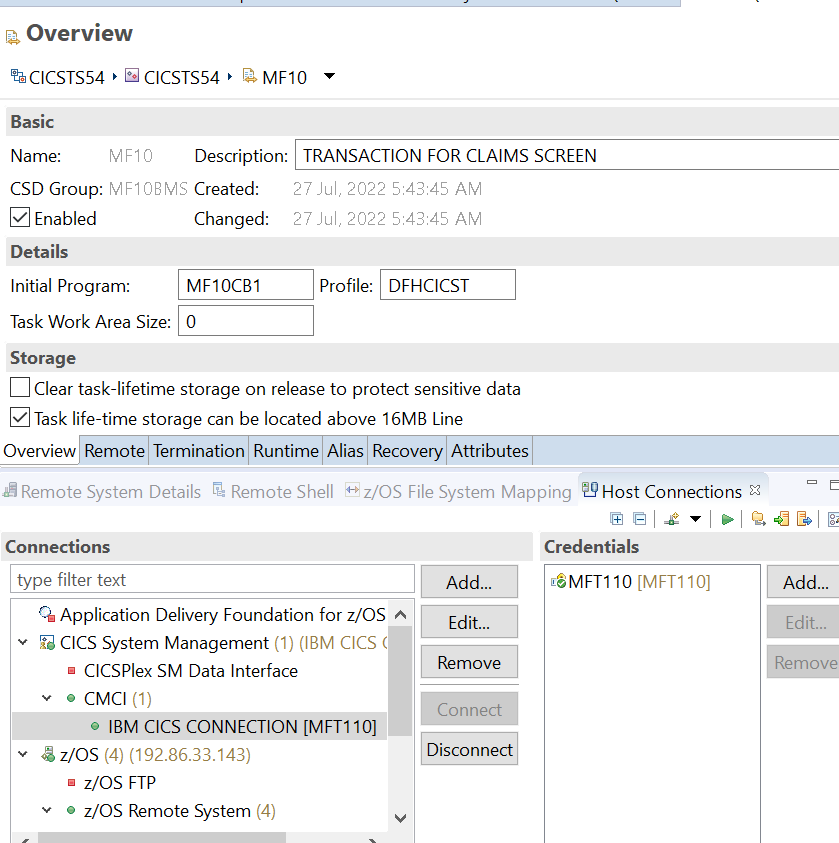 Overview
CICSTS54 CICSTS54 MF10
Basic
Name: MF10 Description: TRANSACTION FOR CLAIMS SCREEN
CSD Group: MF10BMS Created: 27 Jul, 2022 5:43:45 AM
Enabled Changed: 27 Jul, 2022 5:43:45 AM
Details
Initial Program: MF10CB1 Profile: DFHCICST
Task Work Area Size: 0
Storage
Clear task-lifetime storage on release to protect sensitive data
Task life-time storage can be located above 16MB Line
Overview Remote Termination Runtime Alias Recovery Attributes
Remote System Details Remote Shell z/OS File System Mapping Host Connections
Connections
type filter text
Application Delivery Foundation for z/OS
CICS System Management (1) (IBM CICS
CICSPlex SM Data Interface
CMCI (1)
IBM CICS CONNECTION [MFT110]
z/OS (4) (192.86.33.143)
z/OS FTP
z/OS Remote System (4)
Add...
Edit...
Remove
Connect
Disconnect
Credentials
MFT110 [MFT110]
Add...
Edit...
Remove